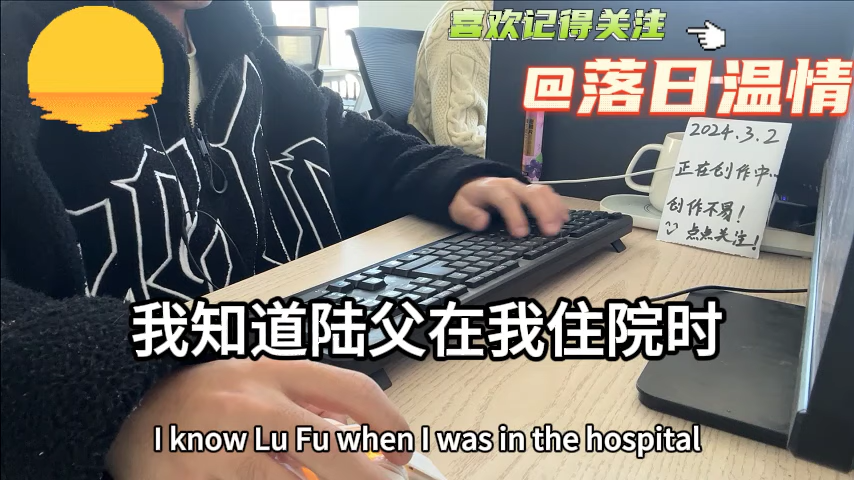 喜欢记得关注
@落日温情
2024.3.2
正在创作中...
创作不易!
点点关注!
我知道陆父在我住院时
I know Lu Fu when I was in the hospital